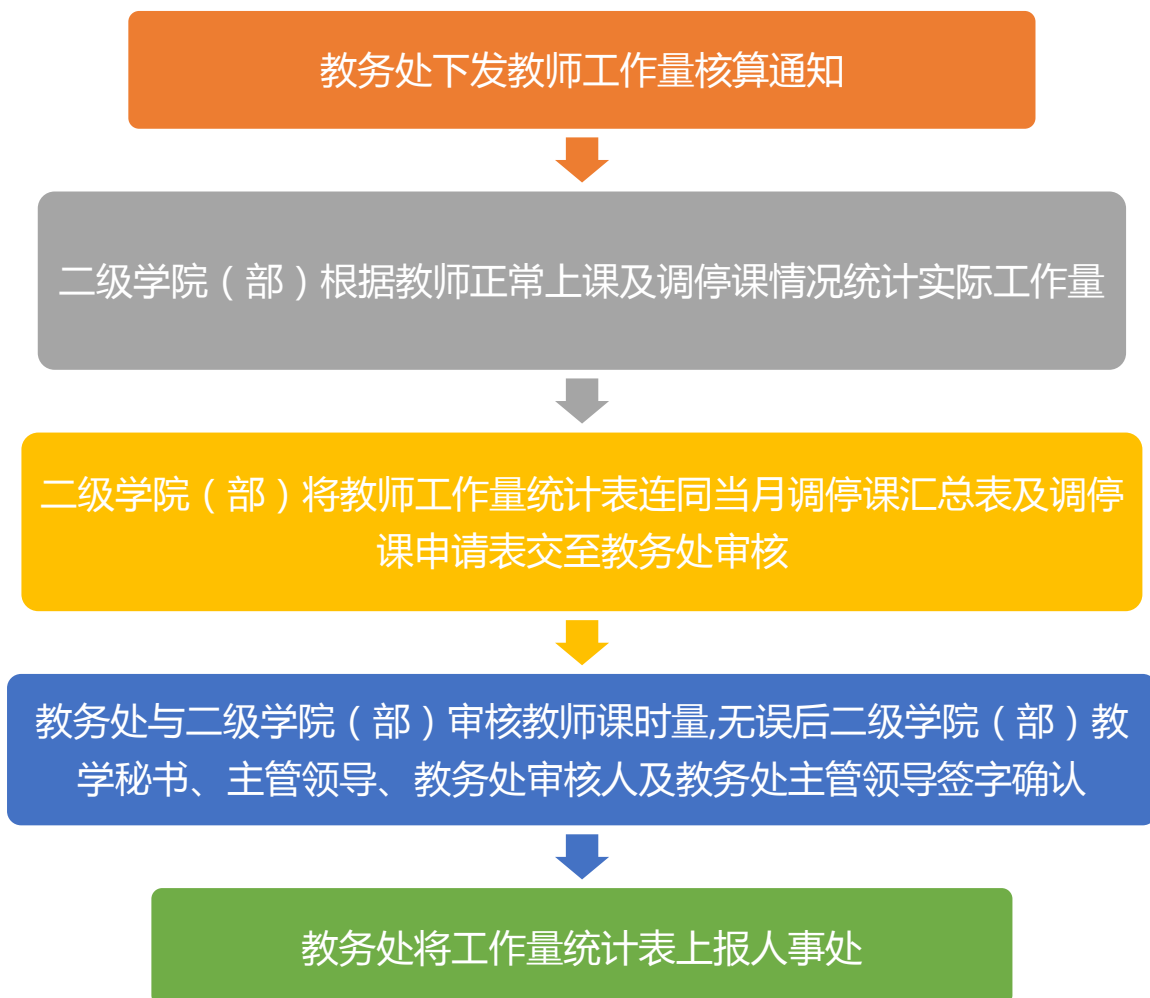 教务处下发教师工作量核算通知
二级学院（部）根据教师正常上课及调停课情况统计实际工作量
二级学院（部）将教师工作量统计表连同当月调停课汇总表及调停
课申请表交至教务处审核
教务处与二级学院（部）审核教师课时量,无误后二级学院（部）教
学秘书、主管领导、教务处审核人及教务处主管领导签字确认
教务处将工作量统计表上报人事处